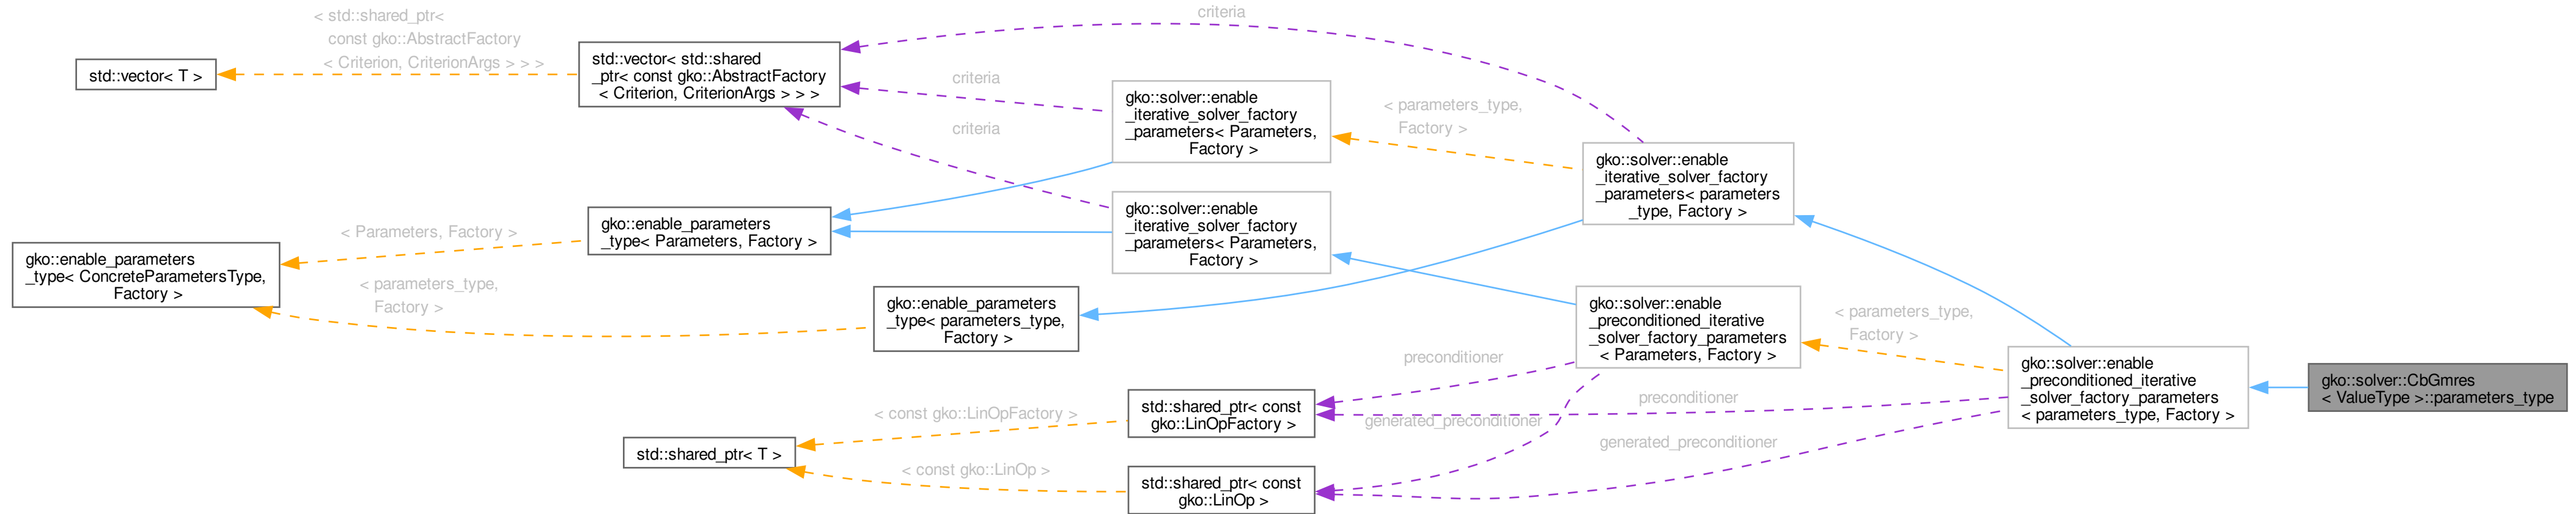 criteria
< std::shared_ptr<
const gko::AbstractFactory
< Criterion, CriterionArgs > > >
std::vector< T >
std::vector< std::shared
_ptr< const gko::AbstractFactory
< Criterion, CriterionArgs > > >
criteria
criteria
gko::solver::enable
_iterative_solver_factory
_parameters< Parameters,
Factory >
< parameters_type,
Factory >
gko::solver::enable
_iterative_solver_factory
_parameters< parameters
_type, Factory >
gko::enable_parameters
_type< ConcreteParametersType,
Factory >
< Parameters, Factory >
gko::enable_parameters
_type< Parameters, Factory >
gko::solver::enable
_iterative_solver_factory
_parameters< Parameters,
Factory >
< parameters_type,
Factory >
gko::enable_parameters
_type< parameters_type,
Factory >
gko::solver::enable
_preconditioned_iterative
_solver_factory_parameters
< Parameters, Factory >
< parameters_type,
Factory >
gko::solver::enable
_preconditioned_iterative
_solver_factory_parameters
< parameters_type, Factory >
gko::solver::CbGmres
< ValueType >::parameters_type
preconditioner
preconditioner
< const gko::LinOpFactory >
std::shared_ptr< const
gko::LinOpFactory >
generated_preconditioner
generated_preconditioner
std::shared_ptr< T >
< const gko::LinOp >
std::shared_ptr< const
gko::LinOp >